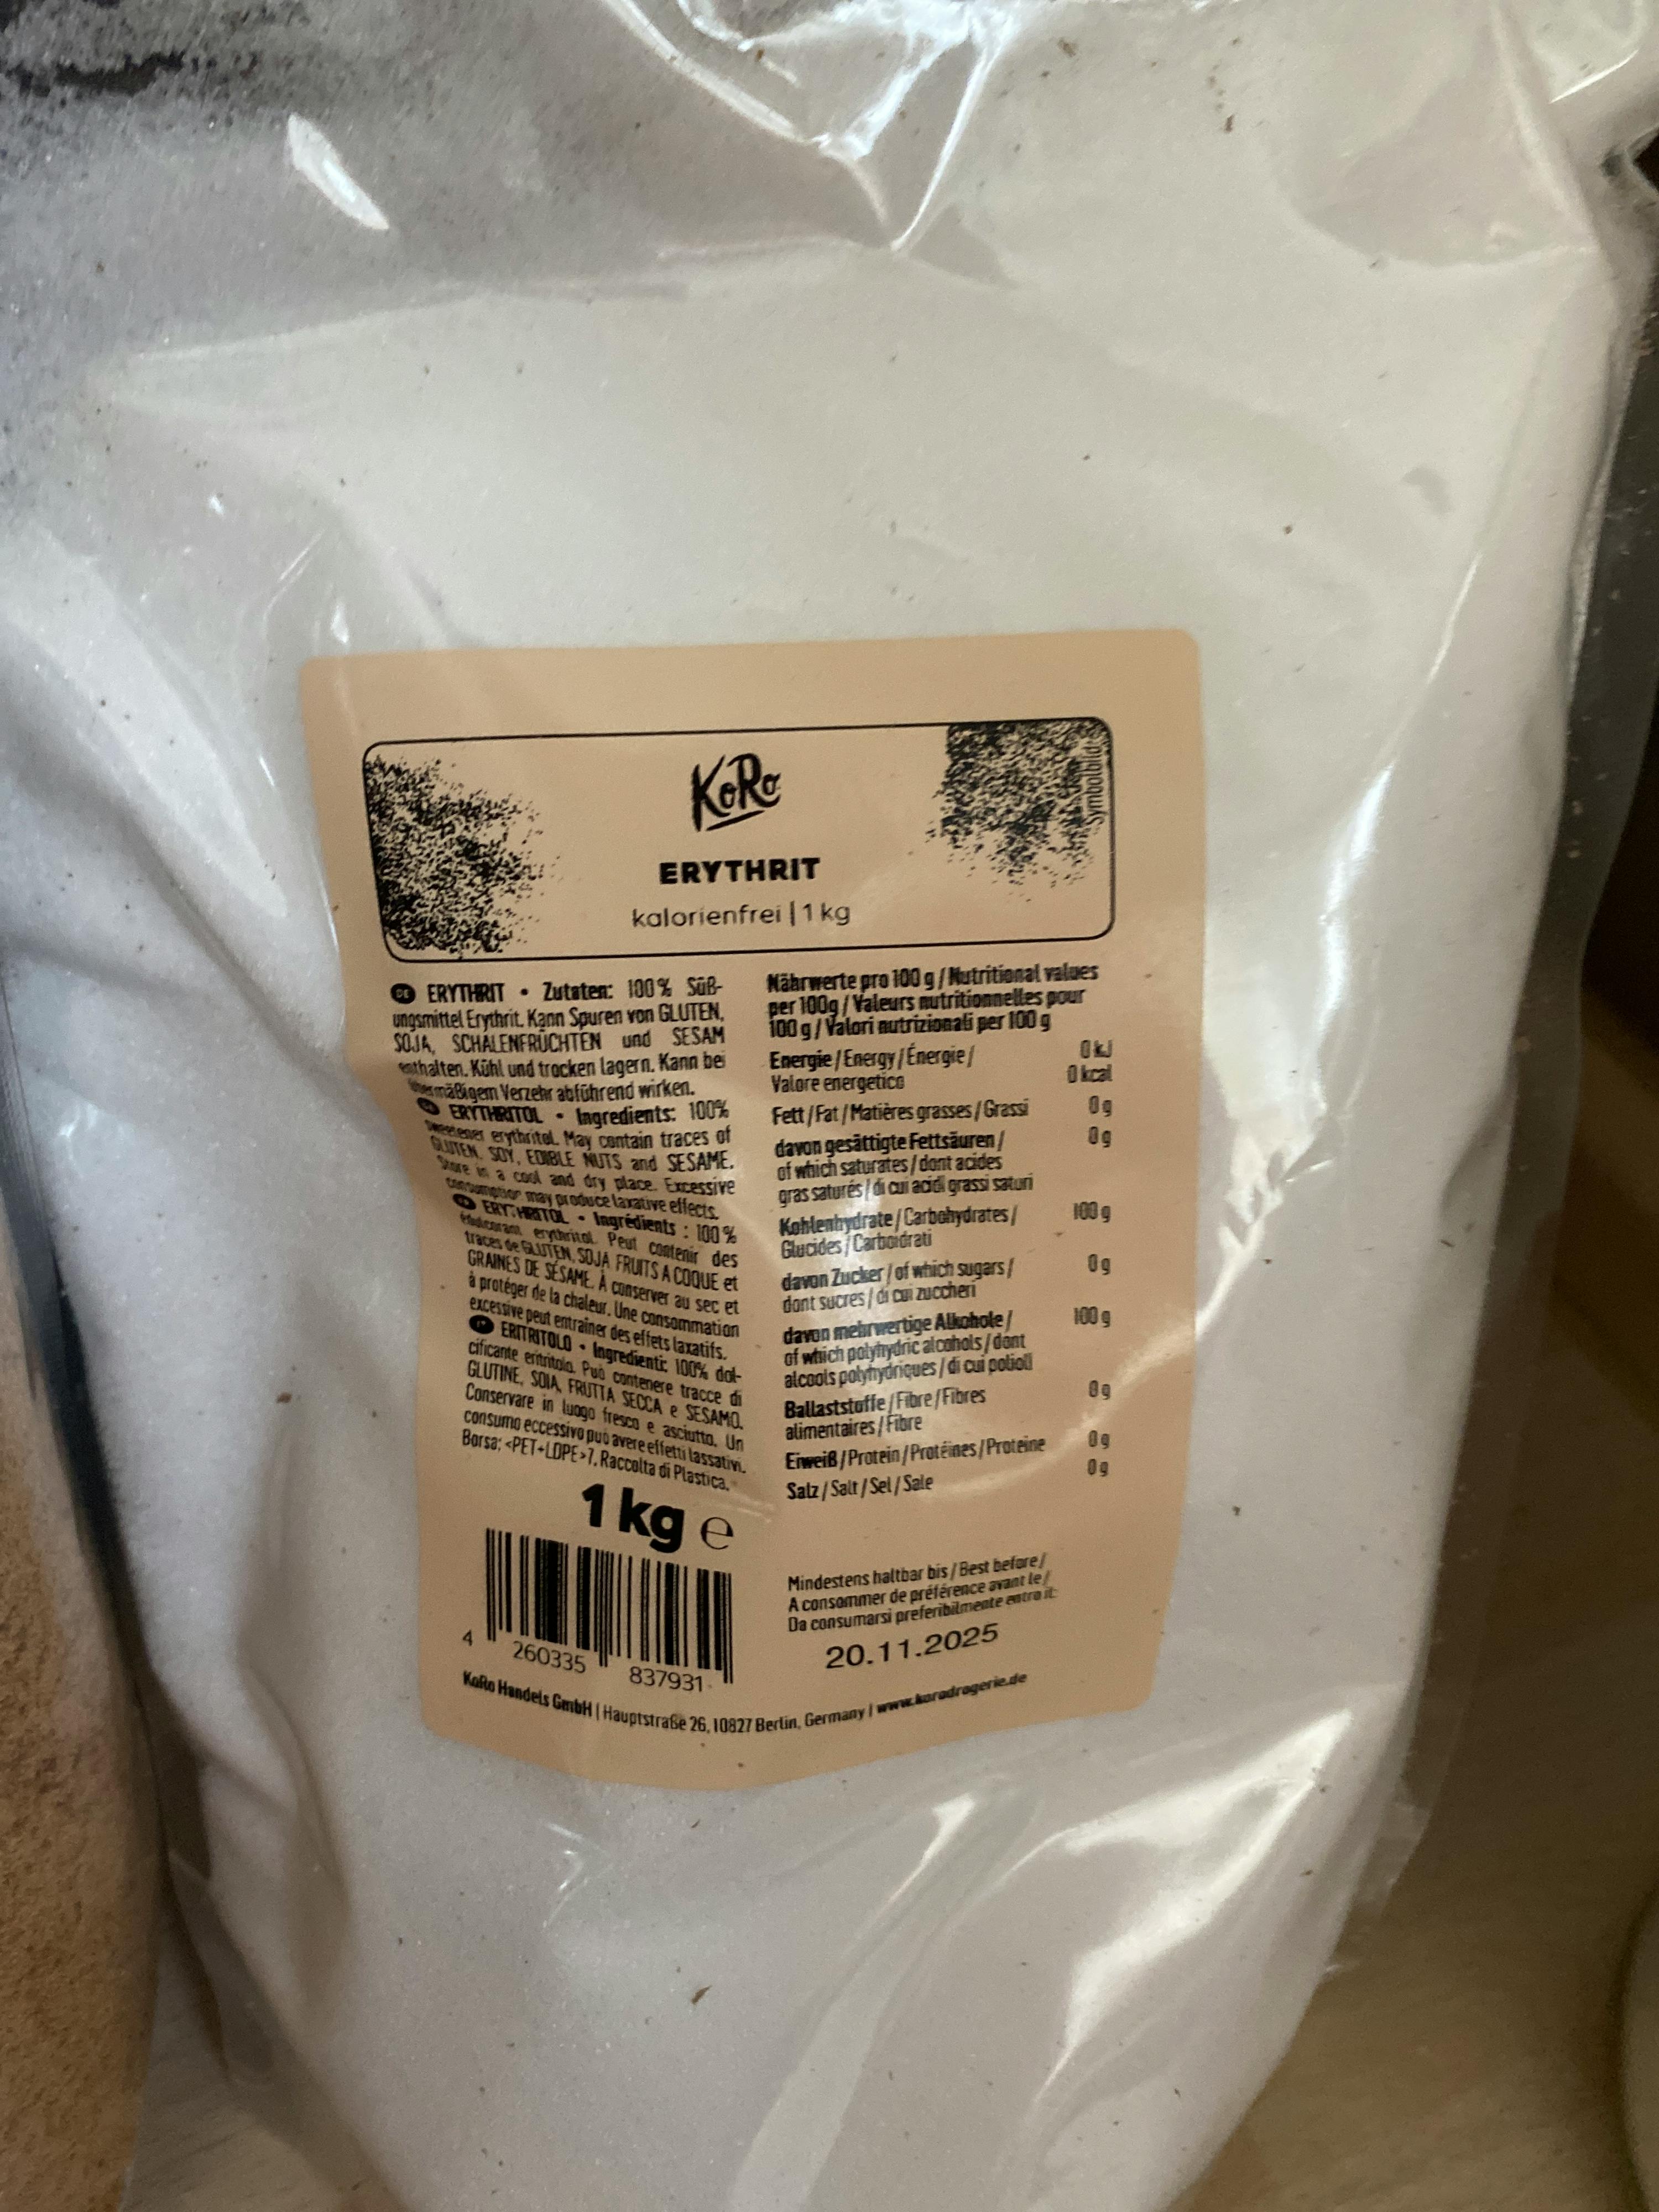 KoRo
Symbolbild
ERYTHRIT
kalorienfrei | 1 kg
DE ERYTHRIT • Zutaten: 100 % Süß-
ungsmittel Erythrit. Kann Spuren von GLUTEN,
SOJA, SCHALENFRÜCHTEN und SESAM
enthalten. Kühl und trocken lagern. Kann bei
übermäßigem Verzehr abführend wirken.
ERYTHRITOL • Ingredients: 100%
sweetener erythritol. May contain traces of
GLUTEN, SOY, EDIBLE NUTS and SESAME.
Store in a cool and dry place. Excessive
consumption may produce laxative effects.
ERYTHRITOL • Ingrédients : 100 %
édulcorant erythritol. Peut contenir des
traces de GLUTEN, SOJA, FRUITS A COQUE et
GRAINES DE SÉSAME. À conserver au sec et
à protéger de la chaleur. Une consommation
excessive peut entraîner des effets laxatifs.
ERITRITOLO • Ingredienti: 100% dol-
cificante eritritolo. Può contenere tracce di
GLUTINE, SOIA, FRUTTA SECCA e SESAMO.
Conservare in luogo fresco e asciutto. Un
consumo eccessivo può avere effetti lassativi.
Borsa: <PET+LDPE>7, Raccolta di Plastica.
1 kg e
4 260335 837931
Nährwerte pro 100 g / Nutritional values
per 100g / Valeurs nutritionnelles pour
100 g / Valori nutrizionali per 100 g
Energie / Energy / Énergie / 0 kJ
Valore energetico 0 kcal
Fett / Fat / Matières grasses / Grassi 0 g
davon gesättigte Fettsäuren / 0 g
of which saturates / dont acides
gras saturés / di cui acidi grassi saturi
Kohlenhydrate / Carbohydrates / 100 g
Glucides / Carboidrati
davon Zucker / of which sugars / 0 g
dont sucres / di cui zuccheri
davon mehrwertige Alkohole / 100 g
of which polyhydric alcohols / dont
alcools polyhydriques / di cui polioli
Ballaststoffe / Fibre / Fibres 0 g
alimentaires / Fibre
Eiweiß / Protein / Protéines / Proteine 0 g
Salz / Salt / Sel / Sale 0 g
Mindestens haltbar bis / Best before /
A consommer de préférence avant le /
Da consumarsi preferibilmente entro il:
20.11.2025
KoRo Handels GmbH | Hauptstraße 26, 10827 Berlin, Germany | www.korodrogerie.de